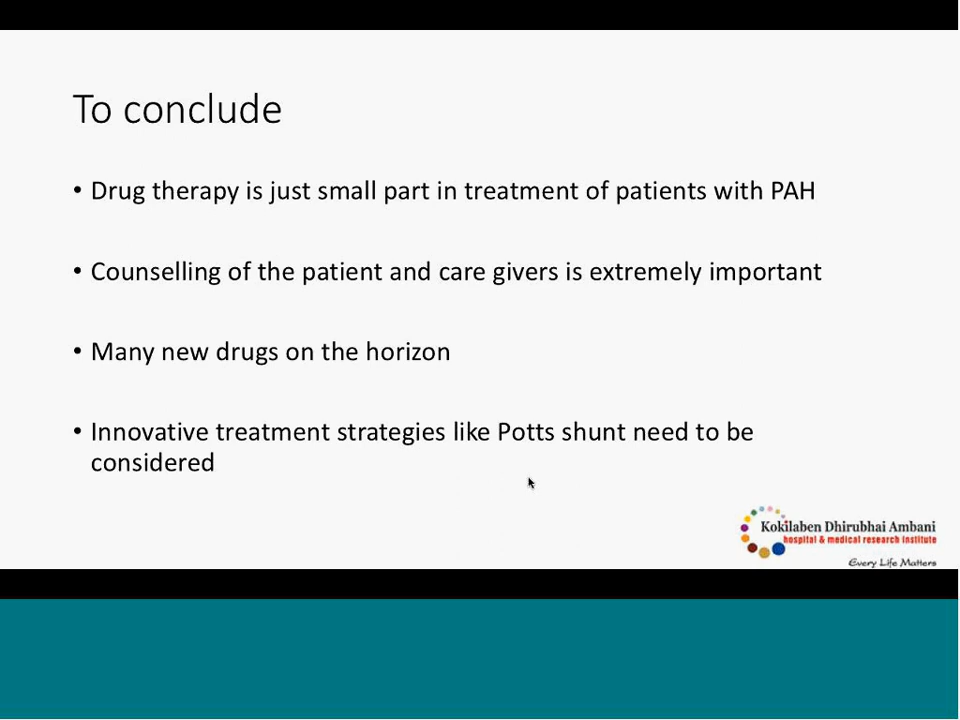 To conclude
• Drug therapy is just small part in treatment of patients with PAH
• Counselling of the patient and care givers is extremely important
• Many new drugs on the horizon
• Innovative treatment strategies like Potts shunt need to be
considered
Kokilaben Dhirubhai Ambani
hospital & medical research institute
Every Life Matters